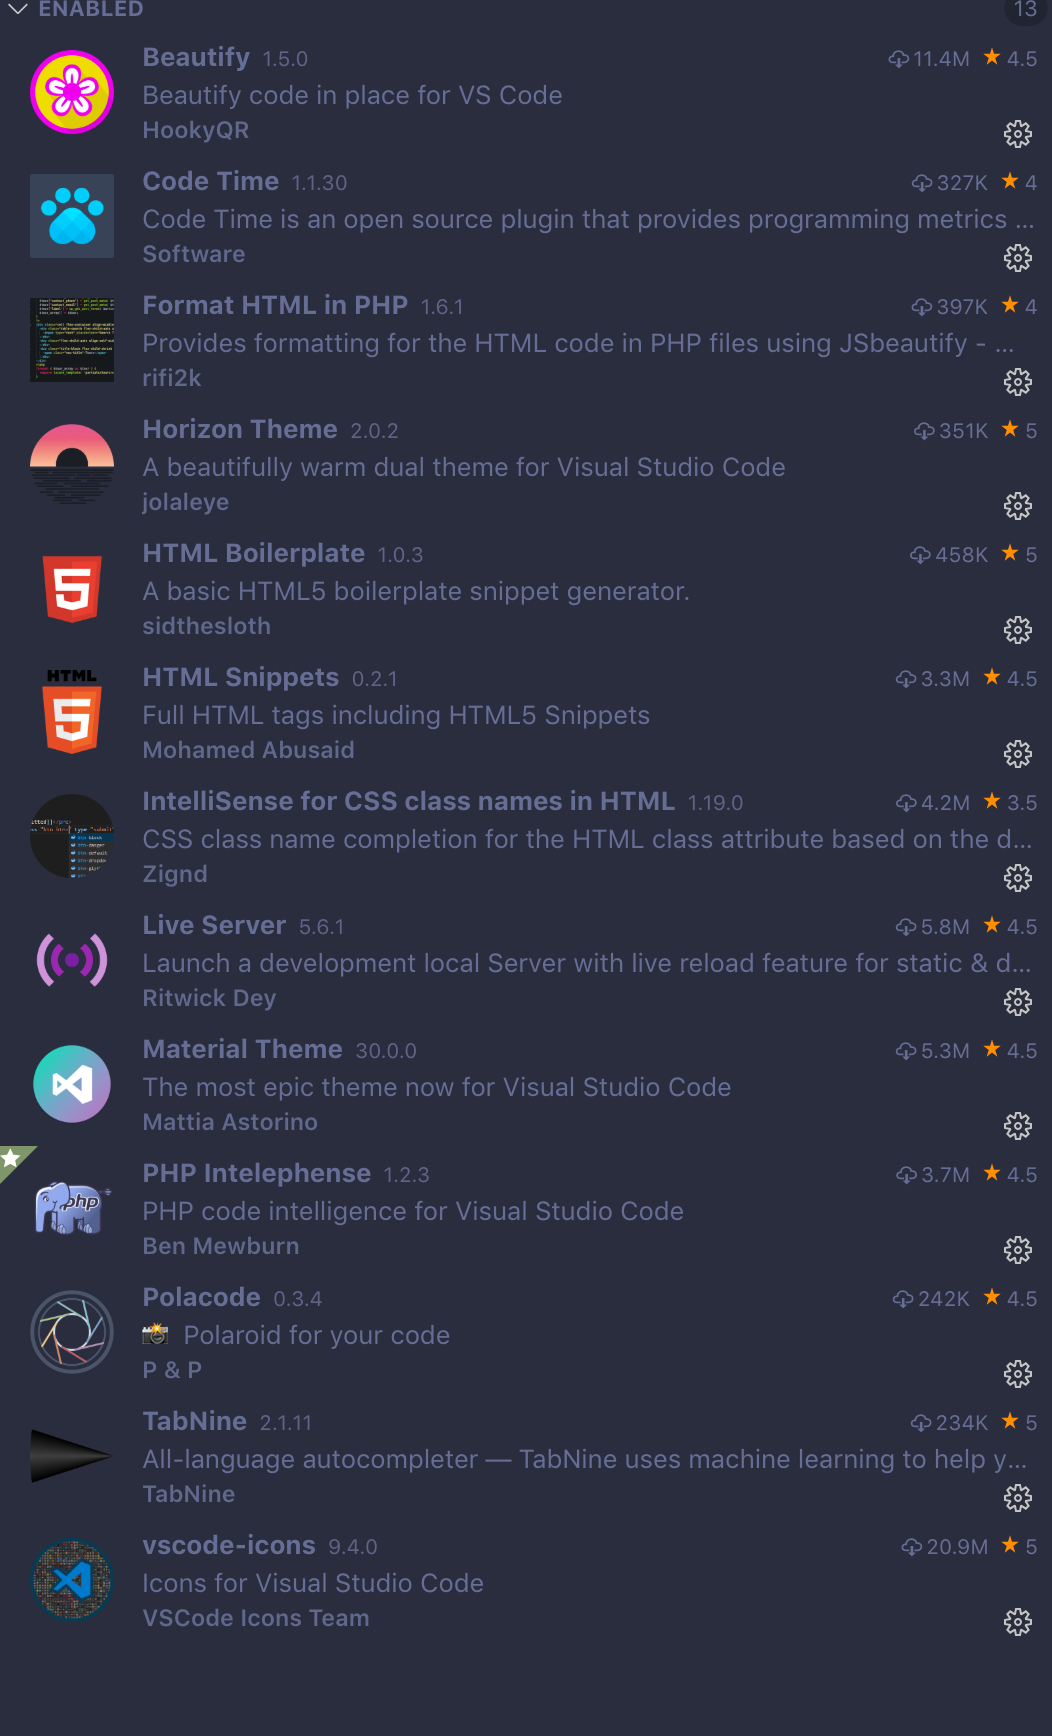 ENABLED 13
Beautify 1.5.0 11.4M ★ 4.5
Beautify code in place for VS Code
HookyQR
Code Time 1.1.30 327K ★ 4
Code Time is an open source plugin that provides programming metrics ...
Software
Format HTML in PHP 1.6.1 397K ★ 4
Provides formatting for the HTML code in PHP files using JSbeautify - ...
rifi2k
Horizon Theme 2.0.2 351K ★ 5
A beautifully warm dual theme for Visual Studio Code
jolaleye
HTML Boilerplate 1.0.3 458K ★ 5
A basic HTML5 boilerplate snippet generator.
sidthesloth
HTML
HTML Snippets 0.2.1 3.3M ★ 4.5
Full HTML tags including HTML5 Snippets
Mohamed Abusaid
IntelliSense for CSS class names in HTML 1.19.0 4.2M ★ 3.5
CSS class name completion for the HTML class attribute based on the d...
Zignd
Live Server 5.6.1 5.8M ★ 4.5
Launch a development local Server with live reload feature for static & d...
Ritwick Dey
Material Theme 30.0.0 5.3M ★ 4.5
The most epic theme now for Visual Studio Code
Mattia Astorino
PHP Intelephense 1.2.3 3.7M ★ 4.5
php
PHP code intelligence for Visual Studio Code
Ben Mewburn
Polacode 0.3.4 242K ★ 4.5
📸 Polaroid for your code
P & P
TabNine 2.1.11 234K ★ 5
All-language autocompleter — TabNine uses machine learning to help y...
TabNine
vscode-icons 9.4.0 20.9M ★ 5
Icons for Visual Studio Code
VSCode Icons Team